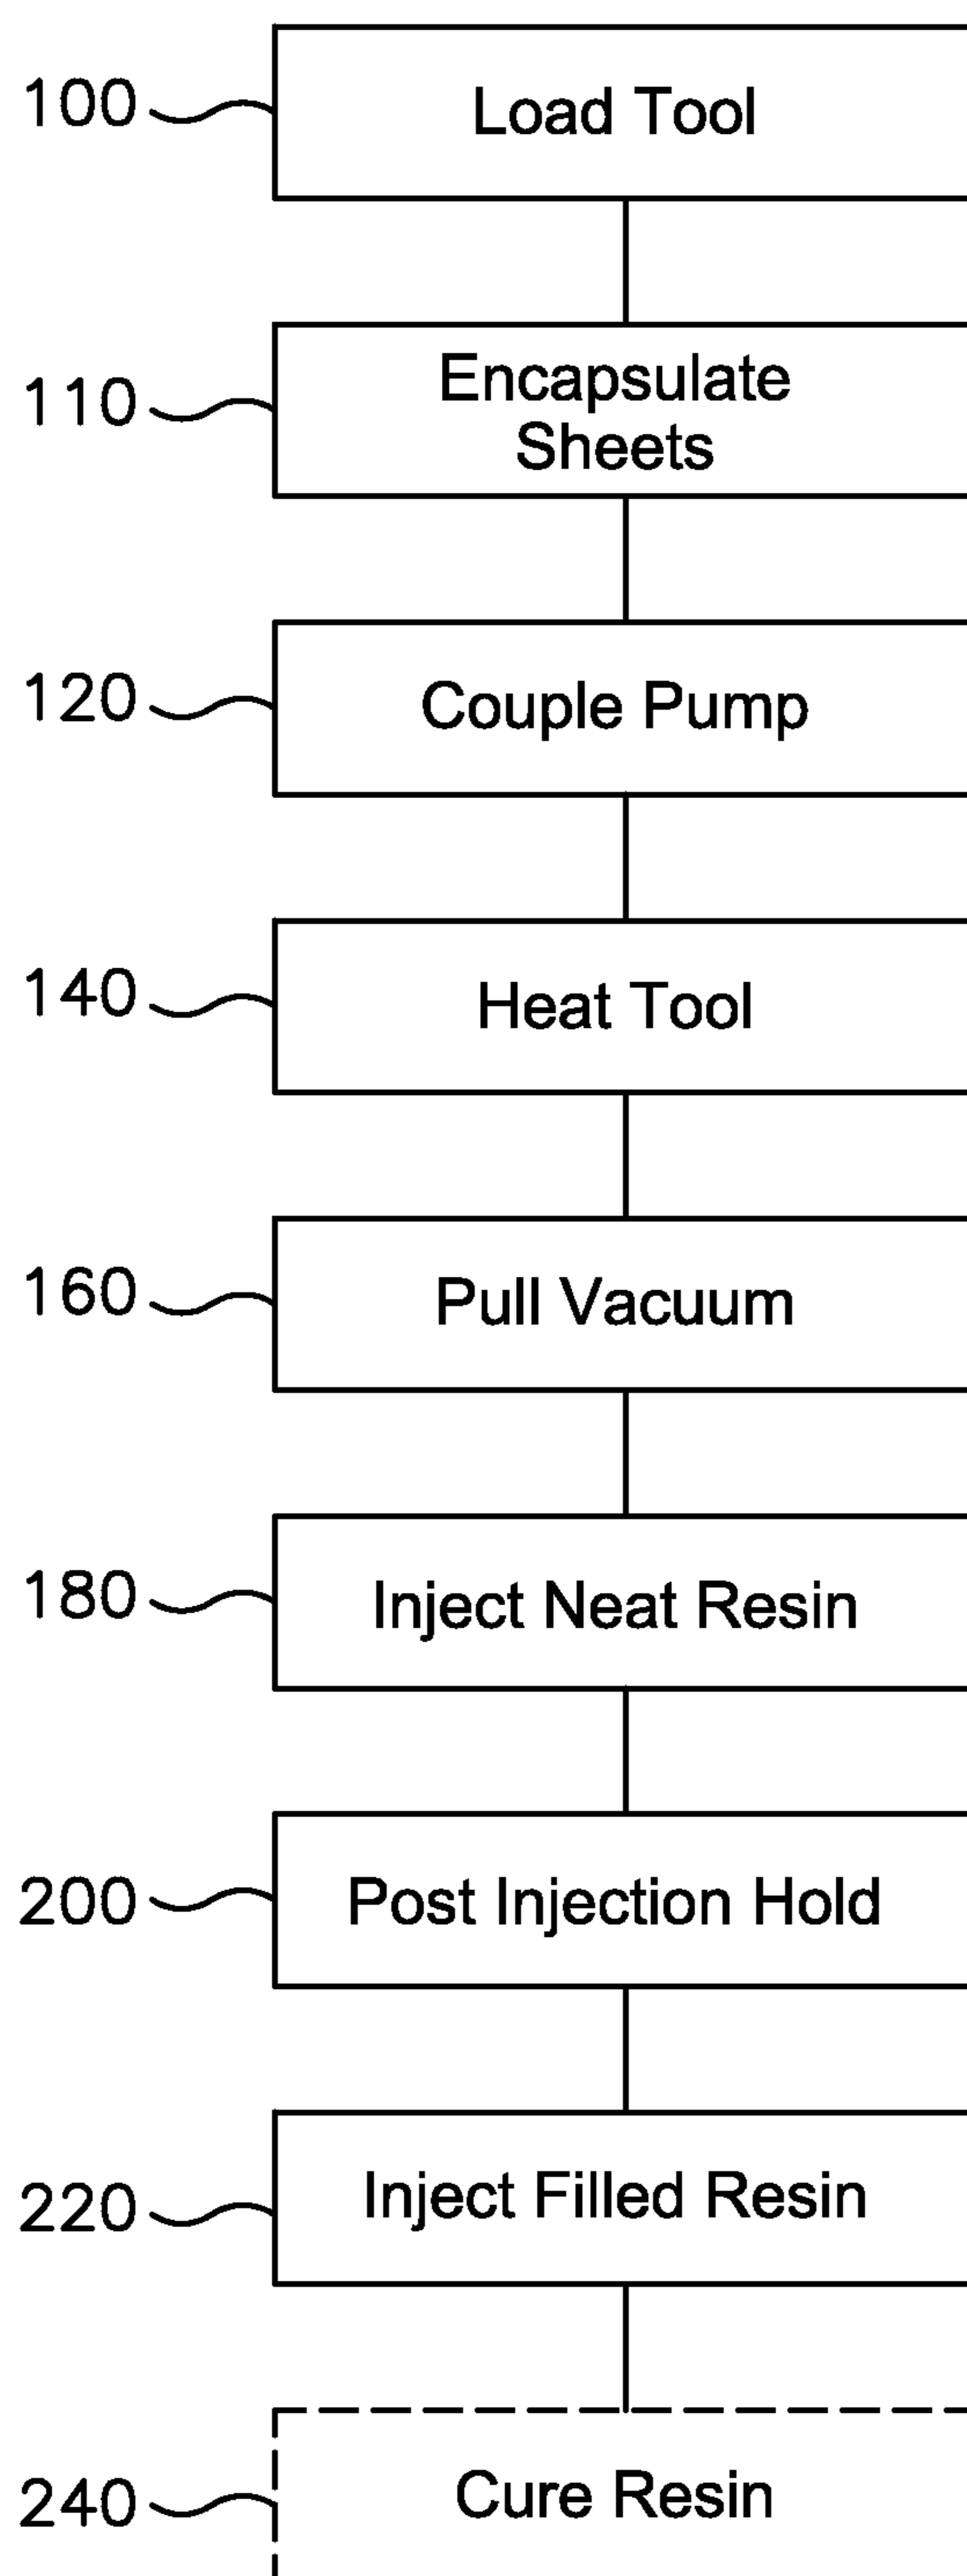 100
Load Tool
110
Encapsulate
Sheets
120
Couple Pump
140
Heat Tool
160
Pull Vacuum
180
Inject Neat Resin
200
Post Injection Hold
220
Inject Filled Resin
240
Cure Resin